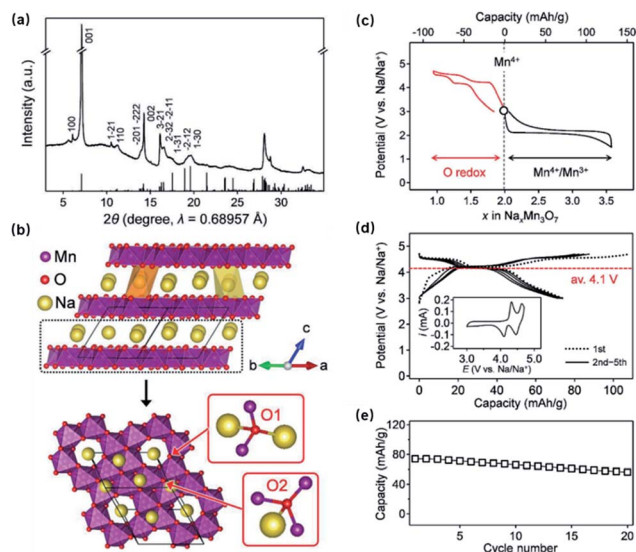 (a)
Intensity (a.u.)
001
100
1-21
110
-201 -222
002
3-21
2-32 -2-11
1-31
-2-12
1-30
5 10 15 20 25 30
2θ (degree, λ = 0.68957 Å)
(b)
Mn
O
Na
c
b
a
O1
O2
(c)
Capacity (mAh/g)
-100 -50 0 50 100 150
Mn4+
Potential (V vs. Na/Na+)
6
5
4
3
2
1
0
O redox
Mn4+/Mn3+
1.0 1.5 2.0 2.5 3.0 3.5
x in NaxMn3O7
(d)
Potential (V vs. Na/Na+)
5
4
3
2
1
0
av. 4.1 V
i (mA)
0.2
0.1
0.0
-0.1
-0.2
3.0 4.0 5.0
E (V vs. Na/Na+)
1st
2nd−5th
0 20 40 60 80 100
Capacity (mAh/g)
(e)
Capacity (mAh/g)
120
80
40
0
5 10 15 20
Cycle number